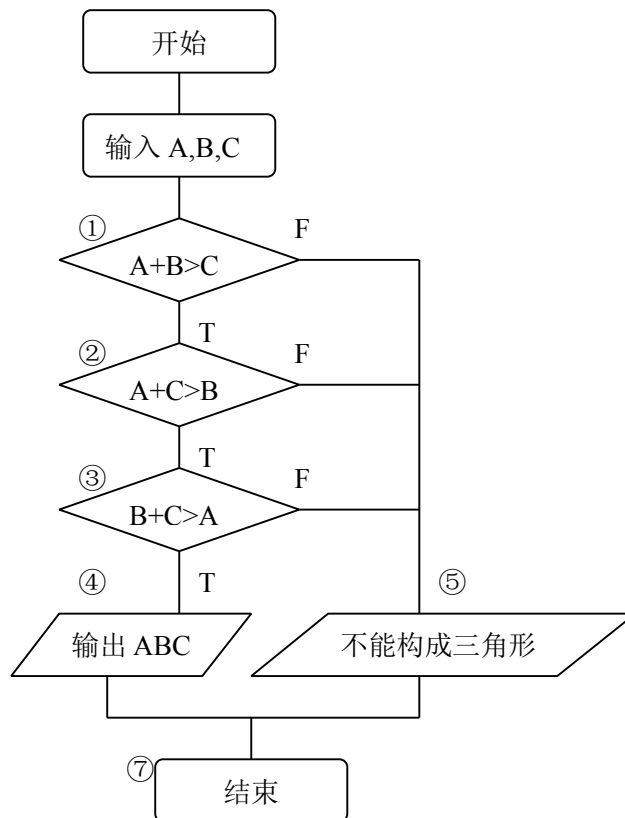 开始
输入 A,B,C
① F
A+B>C
T
② F
A+C>B
T
③ F
B+C>A
④ T ⑤
输出 ABC 不能构成三角形
⑦
结束